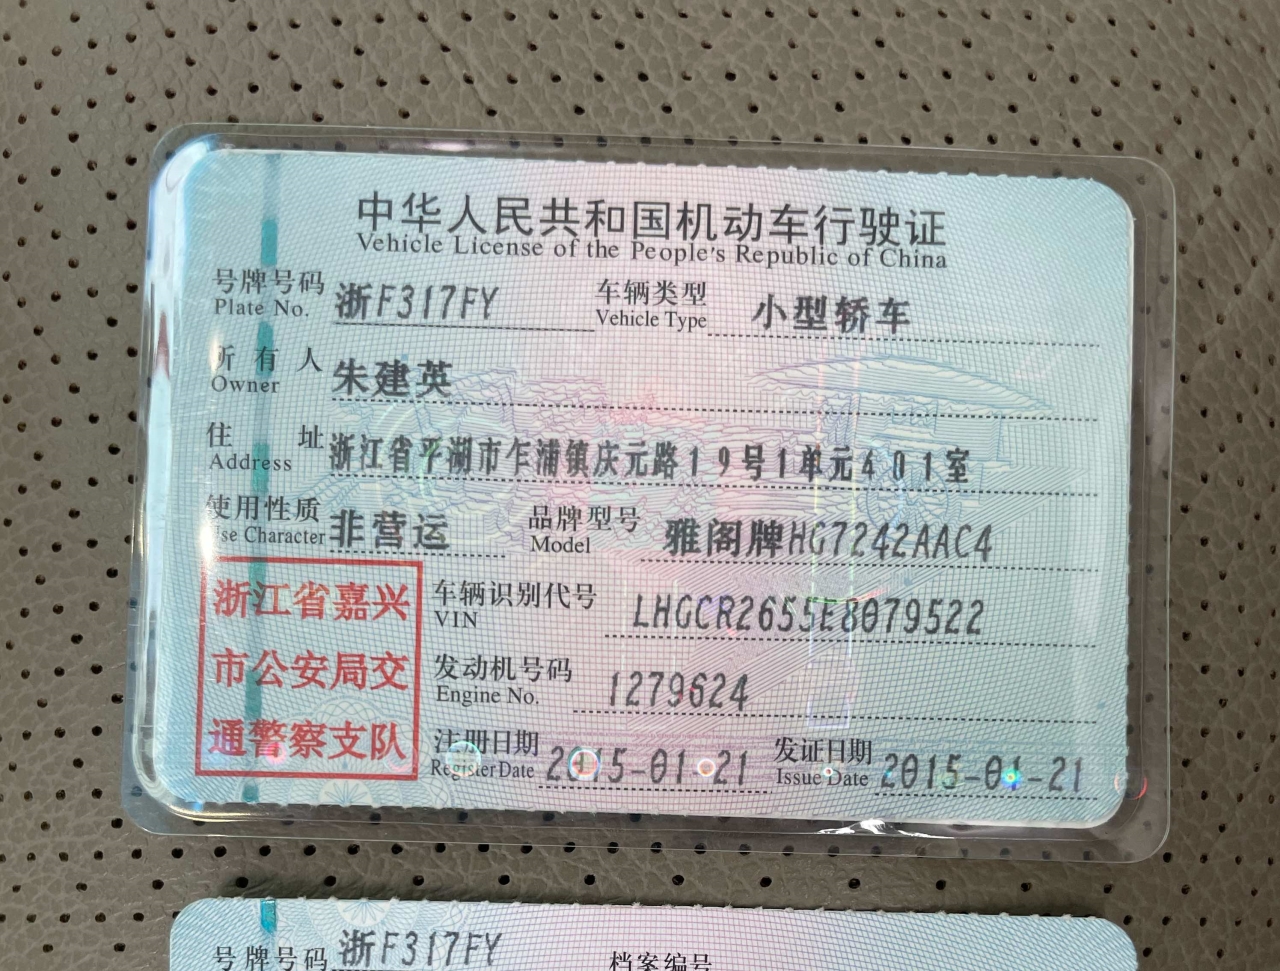 中华人民共和国机动车行驶证
Vehicle License of the People's Republic of China
号牌号码 浙F317FY 车辆类型 小型轿车
Plate No. Vehicle Type
所有人 朱建英
Owner
住址 浙江省平湖市乍浦镇庆元路19号1单元401室
Address
使用性质 非营运 品牌型号 雅阁牌HG7242AAC4
Use Character Model
浙江省嘉兴
市公安局交
通警察支队
车辆识别代号 LHGCR2655E8079522
VIN
发动机号码 1279624
Engine No.
注册日期 2015-01-21 发证日期 2015-01-21
Register Date Issue Date
号牌号码 浙F317FY 档案编号